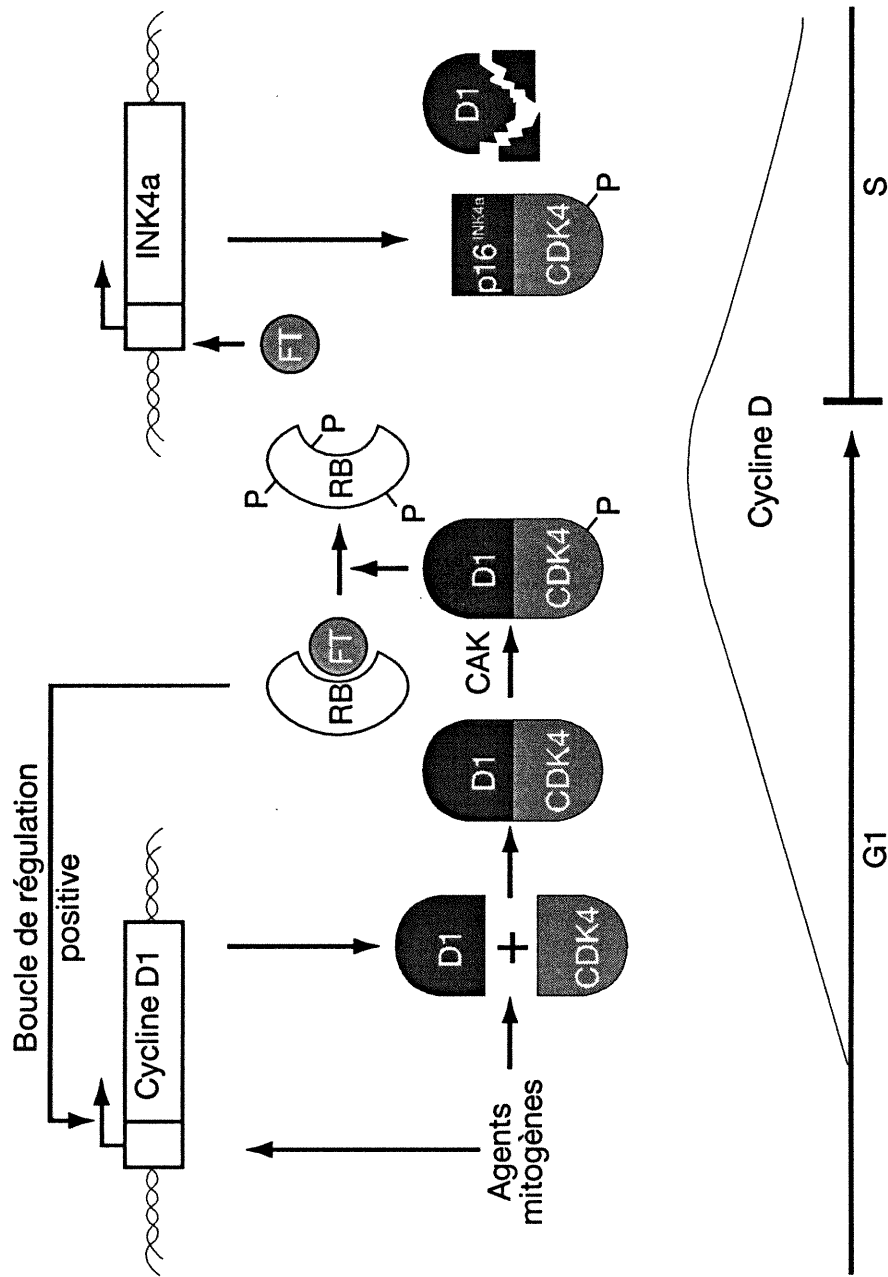 Boucle de régulation
positive
Cycline D1
INK4a
RB
FT
RB
P
P
P
FT
Agents
mitogènes
D1
+
CDK4
D1
CDK4
CAK
D1
CDK4
P
p16INK4a
CDK4
P
D1
Cycline D
G1
S